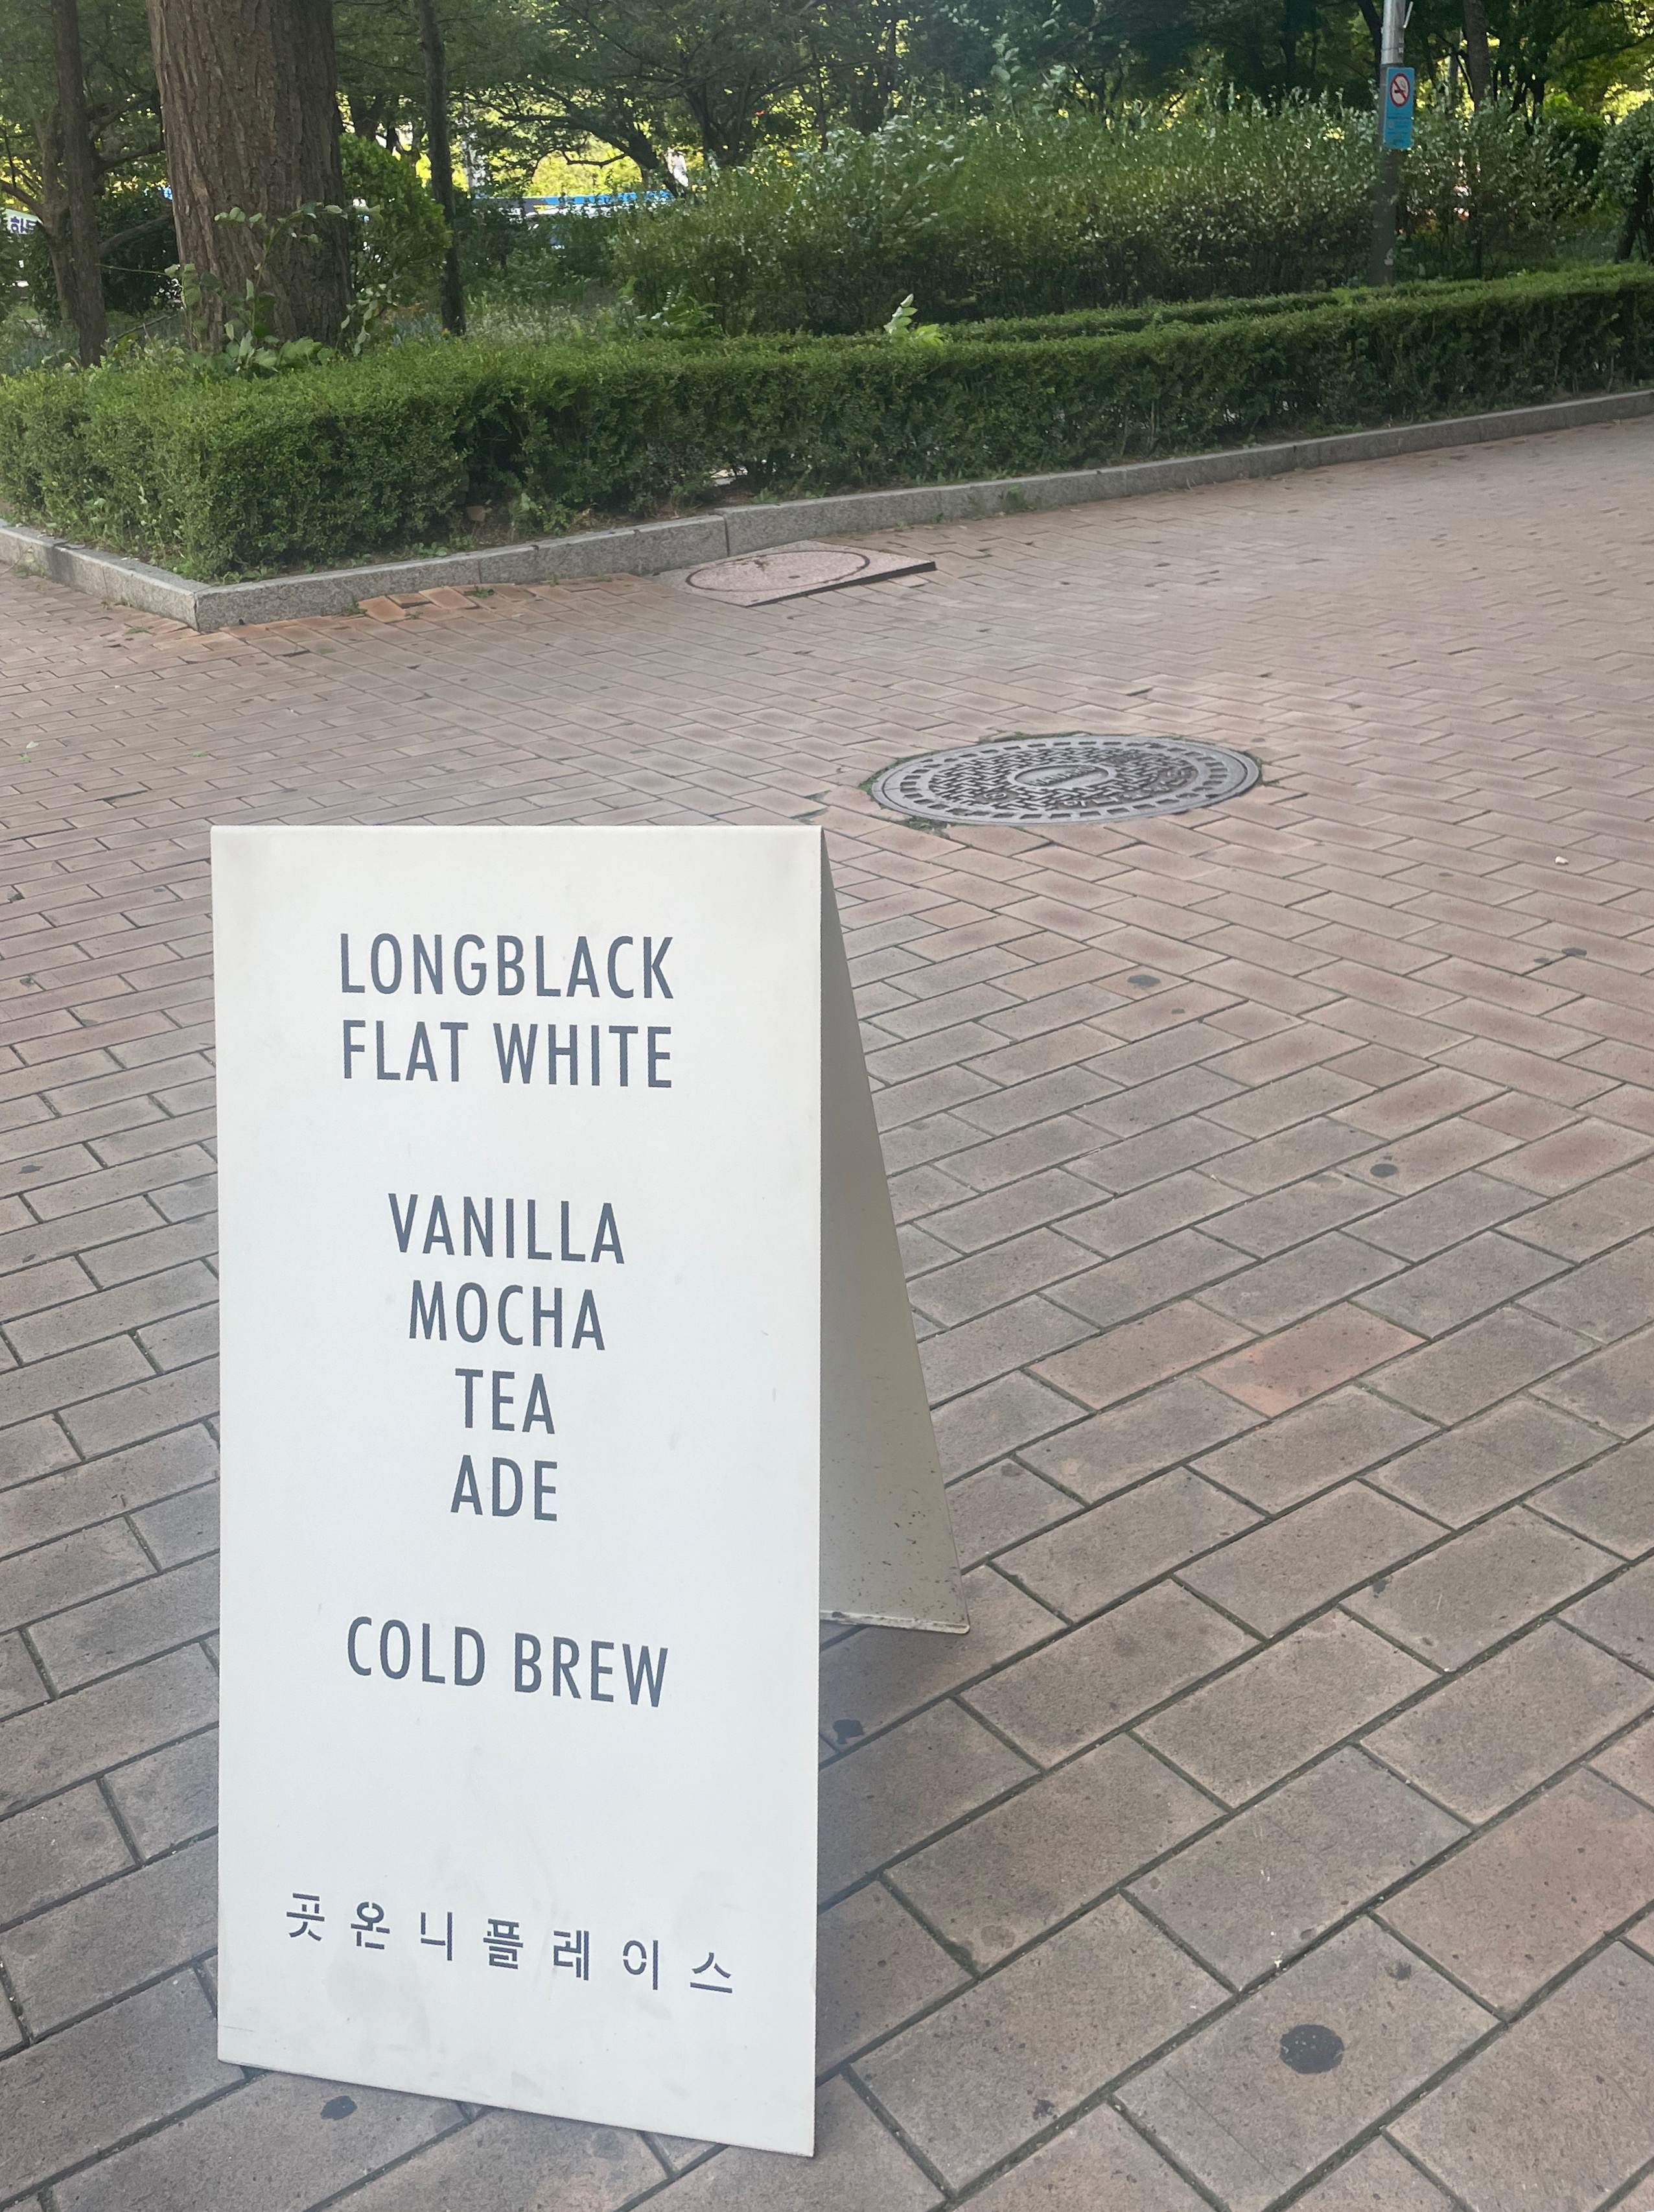 LONGBLACK
FLAT WHITE
VANILLA
MOCHA
TEA
ADE
COLD BREW
곳온니플레이스